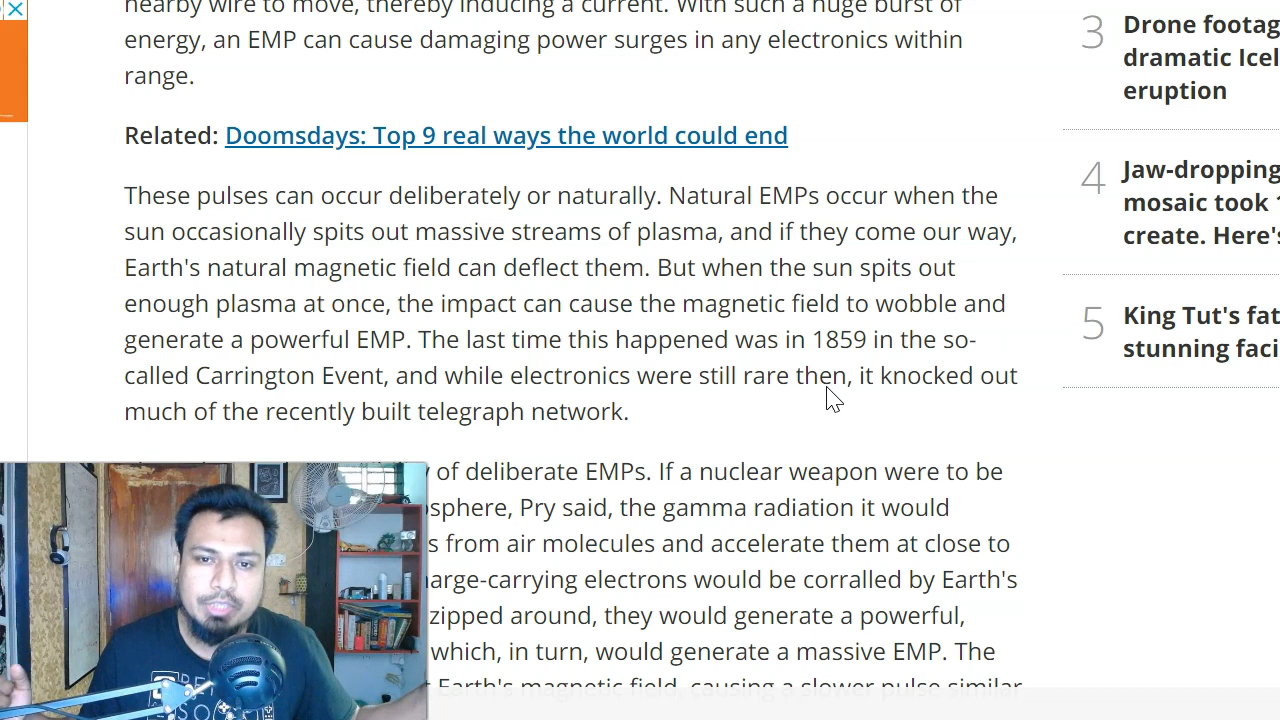 nearby wire to move, thereby inducing a current. With such a huge burst of
energy, an EMP can cause damaging power surges in any electronics within
range.
Related: Doomsdays: Top 9 real ways the world could end
These pulses can occur deliberately or naturally. Natural EMPs occur when the
sun occasionally spits out massive streams of plasma, and if they come our way,
Earth's natural magnetic field can deflect them. But when the sun spits out
enough plasma at once, the impact can cause the magnetic field to wobble and
generate a powerful EMP. The last time this happened was in 1859 in the so-
called Carrington Event, and while electronics were still rare then, it knocked out
much of the recently built telegraph network.
of deliberate EMPs. If a nuclear weapon were to be
Pry said, the gamma radiation it would
from air molecules and accelerate them at close to
electrons would be corralled by Earth's
zipped around, they would generate a powerful,
which, in turn, would generate a massive EMP. The
Earth's magnetic field, causing a slower pulse similar
3 Drone footag
dramatic Icel
eruption
4 Jaw-dropping
mosaic took
create. Here's
5 King Tut's fat
stunning faci